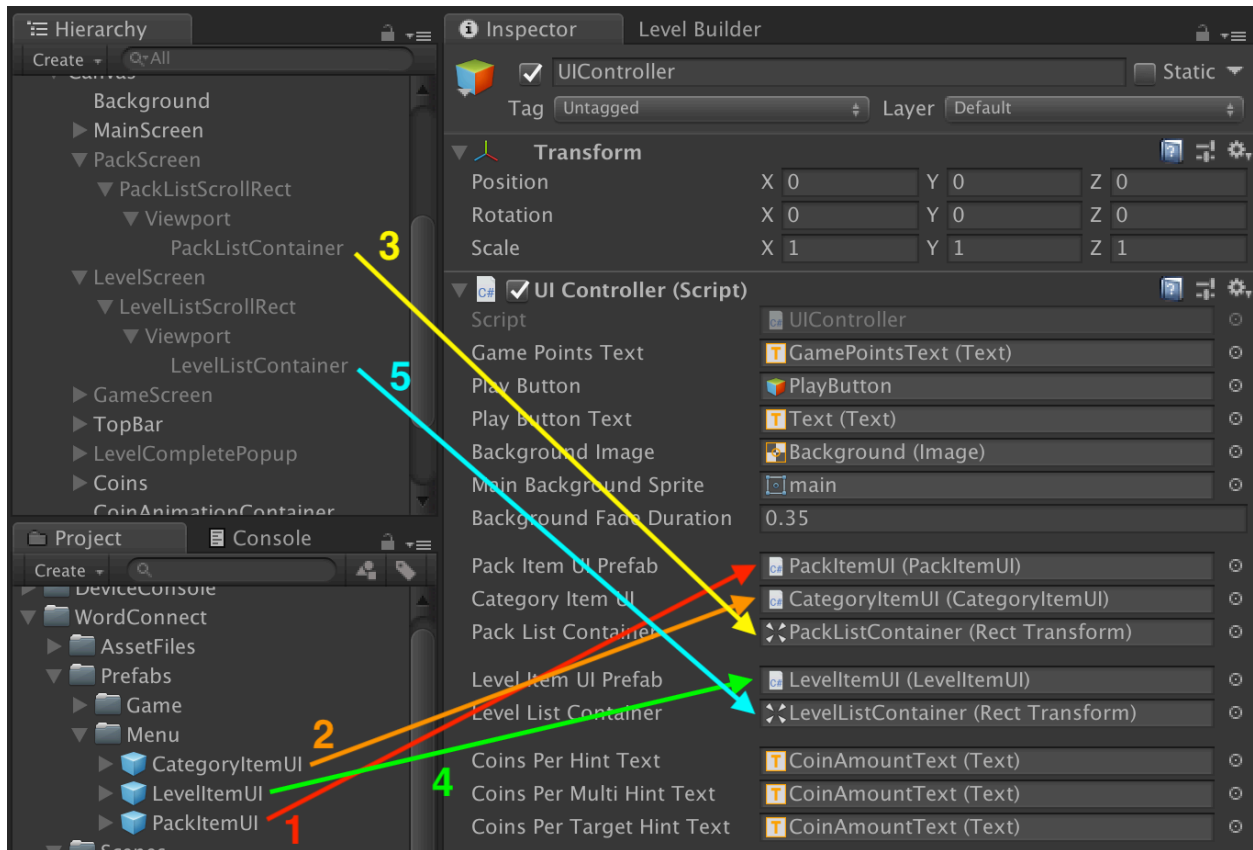 Hierarchy
Create
All
Canvas
Background
MainScreen
PackScreen
PackListScrollRect
Viewport
PackListContainer
3
LevelScreen
LevelListScrollRect
Viewport
LevelListContainer
5
GameScreen
TopBar
LevelCompletePopup
Coins
CoinAnimationContainer
Project Console
Create
DeviceConsole
WordConnect
AssetFiles
Prefabs
Game
Menu
2
CategoryItemUI
LevelItemUI
4
PackItemUI
1
Scenes
Inspector Level Builder
UIController Static
Tag Untagged Layer Default
Transform
Position X 0 Y 0 Z 0
Rotation X 0 Y 0 Z 0
Scale X 1 Y 1 Z 1
C# UI Controller (Script)
Script UIController
Game Points Text T GamePointsText (Text)
Play Button PlayButton
Play Button Text T Text (Text)
Background Image Background (Image)
Main Background Sprite main
Background Fade Duration 0.35
Pack Item UI Prefab PackItemUI (PackItemUI)
Category Item UI CategoryItemUI (CategoryItemUI)
Pack List Container PackListContainer (Rect Transform)
Level Item UI Prefab LevelItemUI (LevelItemUI)
Level List Container LevelListContainer (Rect Transform)
Coins Per Hint Text T CoinAmountText (Text)
Coins Per Multi Hint Text T CoinAmountText (Text)
Coins Per Target Hint Text T CoinAmountText (Text)